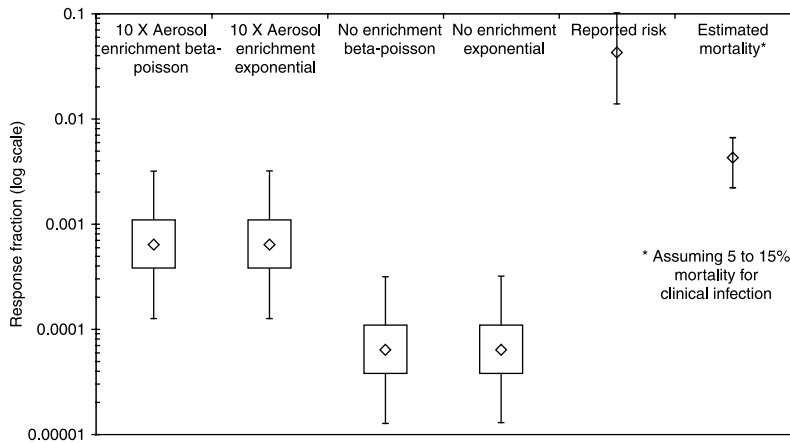 0.1
0.01
0.001
0.0001
0.00001
Response fraction (log scale)
10 X Aerosol
enrichment beta-
poisson
10 X Aerosol
enrichment
exponential
No enrichment
beta-poisson
No enrichment
exponential
Reported risk
Estimated
mortality*
* Assuming 5 to 15%
mortality for
clinical infection